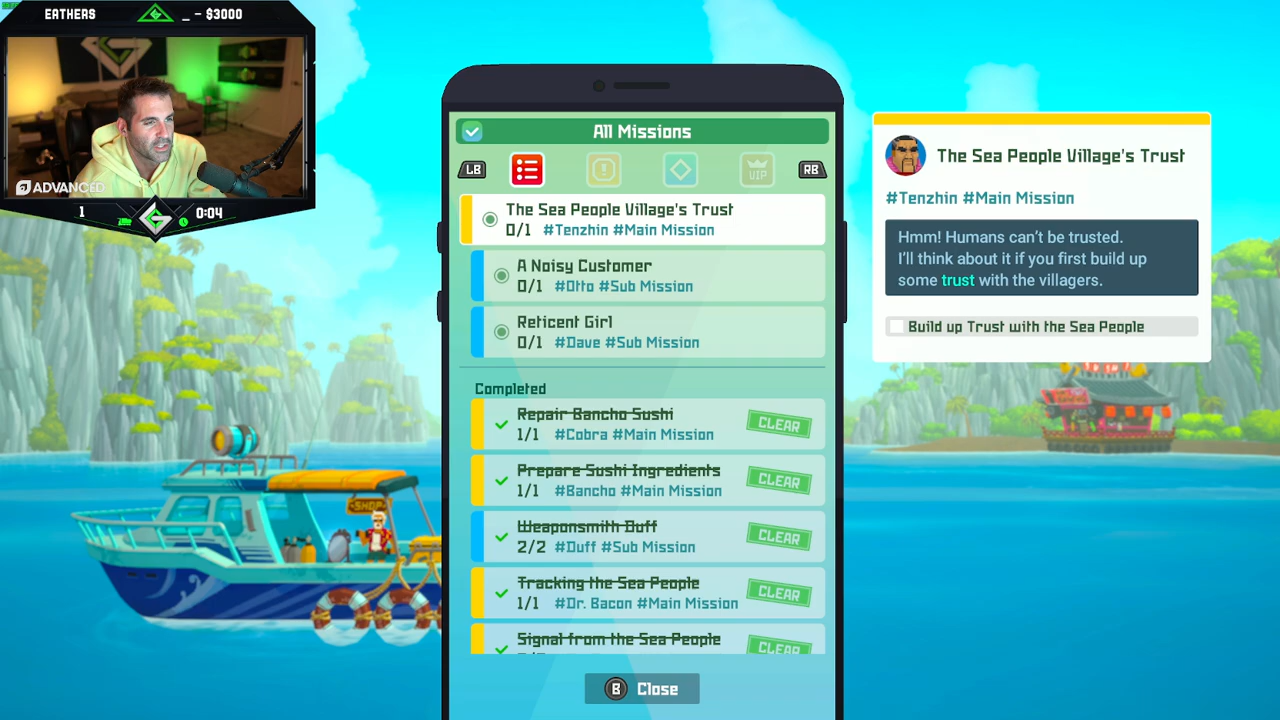 EATHERS
_ - $3000
ADVANCED
1
0:04
All Missions
LB
VIP
RB
The Sea People Village's Trust
0/1 #Tenzhin #Main Mission
A Noisy Customer
0/1 #Otto #Sub Mission
Reticent Girl
0/1 #Dave #Sub Mission
Completed
Repair Bancho Sushi
1/1 #Cobra #Main Mission
CLEAR
Prepare Sushi Ingredients
1/1 #Bancho #Main Mission
CLEAR
Weaponsmith Duff
2/2 #Duff #Sub Mission
CLEAR
Tracking the Sea People
1/1 #Dr. Bacon #Main Mission
CLEAR
Signal from the Sea People
CLEAR
B Close
The Sea People Village's Trust
#Tenzhin #Main Mission
Hmm! Humans can't be trusted.
I'll think about it if you first build up
some trust with the villagers.
Build up Trust with the Sea People
SHOP